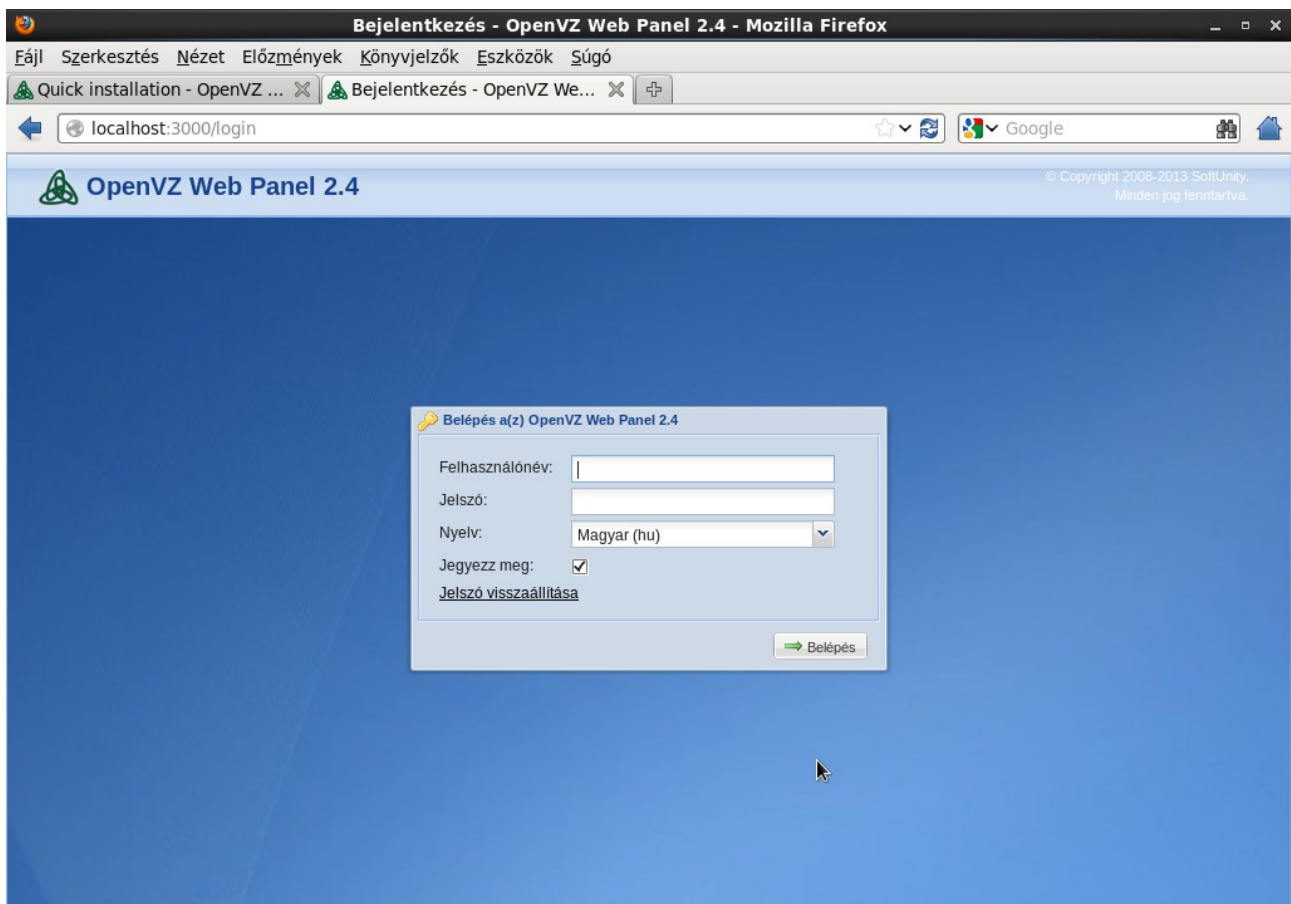 Bejelentkezés - OpenVZ Web Panel 2.4 - Mozilla Firefox
Fájl Szerkesztés Nézet Előzmények Könyvjelzők Eszközök Súgó
Quick installation - OpenVZ ... Bejelentkezés - OpenVZ We...
localhost:3000/login Google
OpenVZ Web Panel 2.4
© Copyright 2008-2013 SoftUnity.
Minden jog fenntartva.
Belépés a(z) OpenVZ Web Panel 2.4
Felhasználónév:
Jelszó:
Nyelv: Magyar (hu)
Jegyezz meg:
Jelszó visszaállítása
Belépés